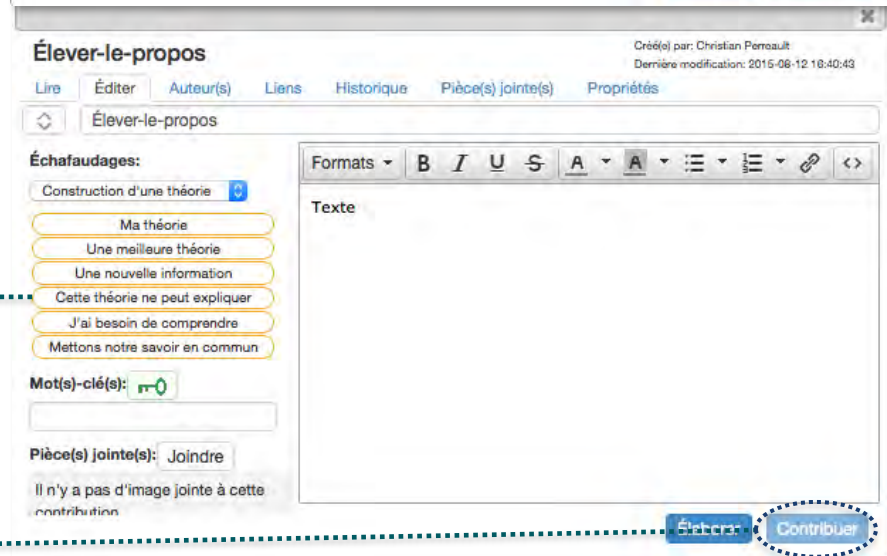 Élever-le-propos
Créé(e) par: Christian Perreault
Dernière modification: 2015-08-12 16:40:43
Lire Éditer Auteur(s) Liens Historique Pièce(s) jointe(s) Propriétés
Élever-le-propos
Échafaudages:
Construction d'une théorie
Ma théorie
Une meilleure théorie
Une nouvelle information
Cette théorie ne peut expliquer
J'ai besoin de comprendre
Mettons notre savoir en commun
Mot(s)-clé(s):
Pièce(s) jointe(s): Joindre
Il n'y a pas d'image jointe à cette
contribution
Formats B I U S A A <>
Texte
Élaborer Contribuer